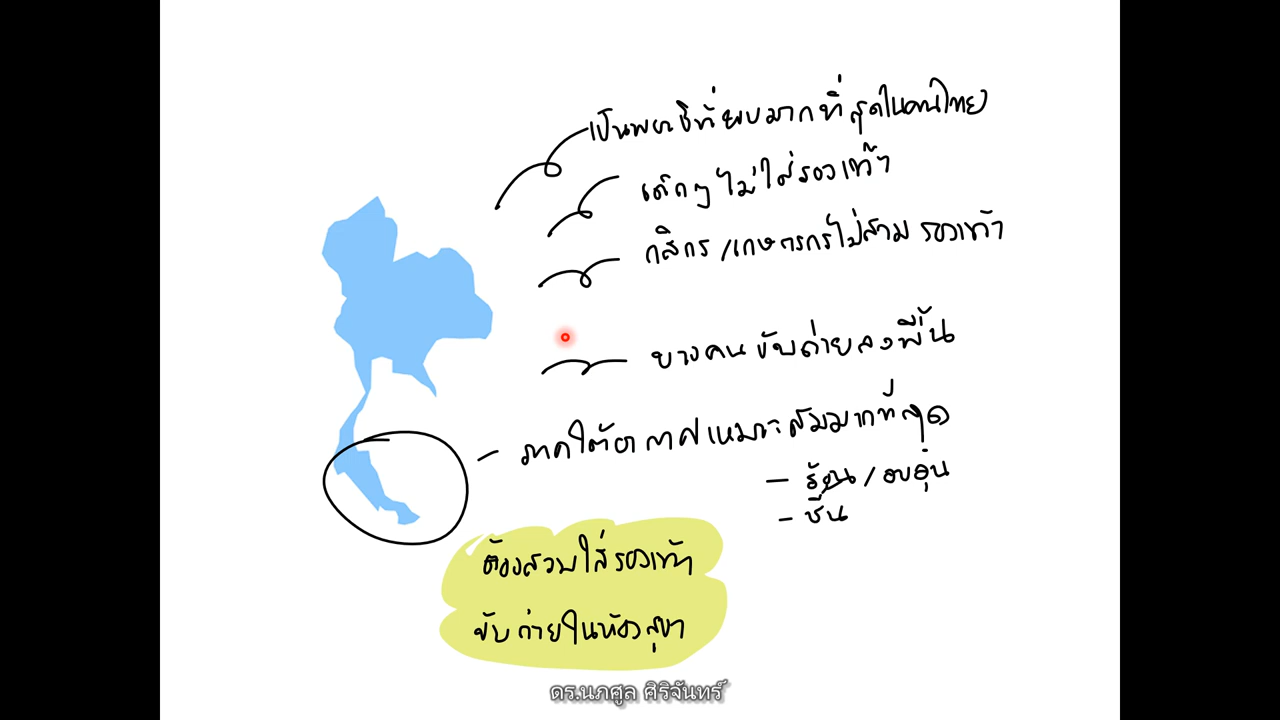 เป็นพยาธิที่พบมากที่สุดในคนไทย
เด็กๆ ไม่ใส่รองเท้า
กสิกร /เกษตรกรไม่สวม รองเท้า
บางคน ขับถ่ายลงพื้น
- ภาคใต้อากาศเหมาะสมมากที่สุด
- ร้อน / อบอุ่น
- ชื้น
ต้องสวมใส่รองเท้า
ขับถ่ายในห้องสุขา
ดร.นภศูล ศิริจันทร์